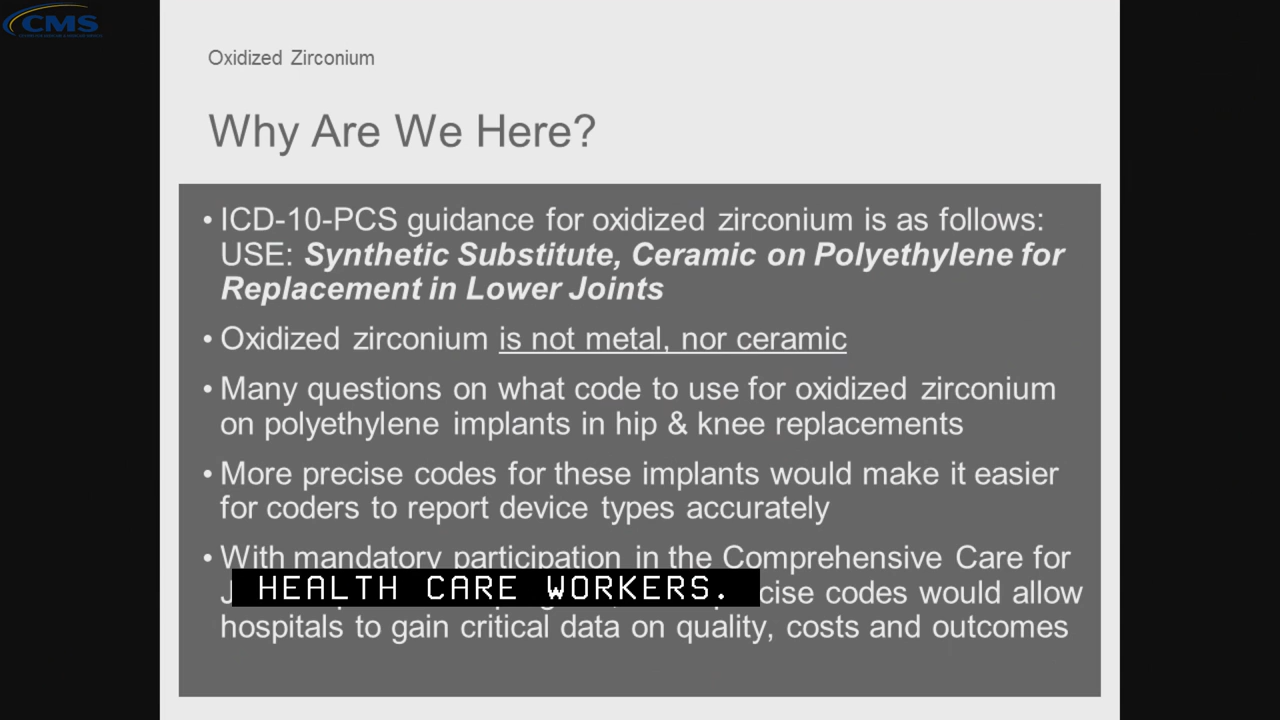 CMS
Oxidized Zirconium
Why Are We Here?
• ICD-10-PCS guidance for oxidized zirconium is as follows:
USE: Synthetic Substitute, Ceramic on Polyethylene for
Replacement in Lower Joints
• Oxidized zirconium is not metal, nor ceramic
• Many questions on what code to use for oxidized zirconium
on polyethylene implants in hip & knee replacements
• More precise codes for these implants would make it easier
for coders to report device types accurately
• With mandatory participation in the Comprehensive Care for
HEALTH CARE WORKERS.
codes would allow
hospitals to gain critical data on quality, costs and outcomes